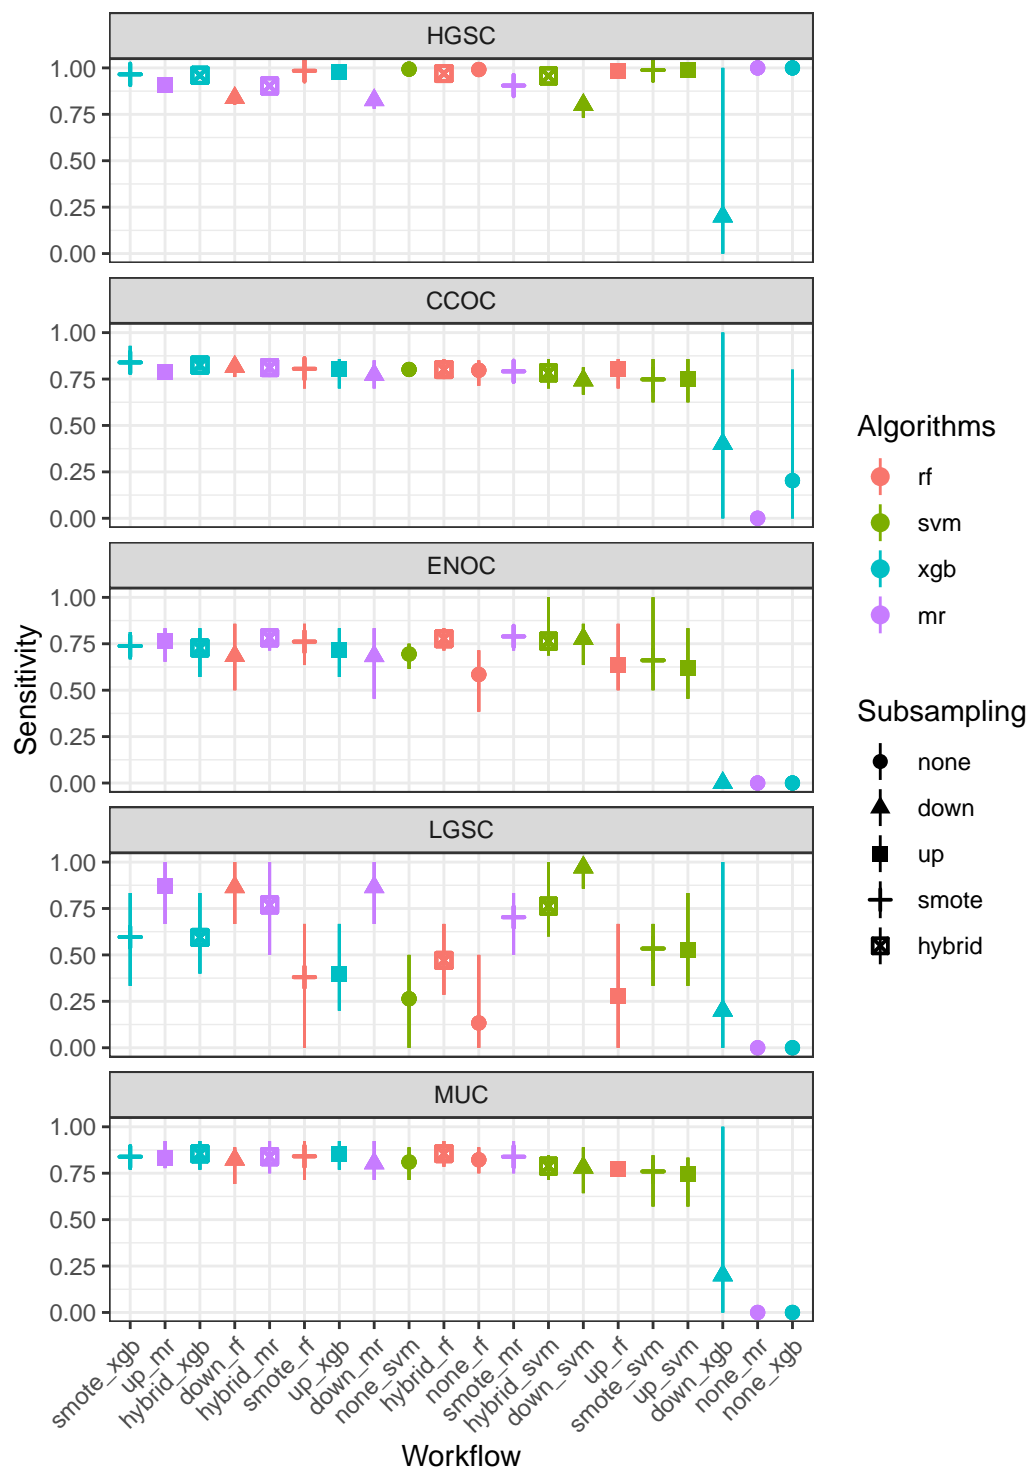 HGSC
1.00
0.75
0.50
0.25
0.00
CCOC
1.00
0.75
0.50
0.25
0.00
ENOC
1.00
0.75
0.50
0.25
0.00
LGSC
1.00
0.75
0.50
0.25
0.00
MUC
1.00
0.75
0.50
0.25
0.00
Sensitivity
smote_xgb
up_mr
hybrid_xgb
down_rf
hybrid_mr
smote_rf
up_xgb
down_mr
none_svm
hybrid_rf
none_rf
smote_mr
hybrid_svm
down_svm
up_rf
smote_svm
up_svm
down_xgb
none_mr
none_xgb
Workflow
Algorithms
rf
svm
xgb
mr
Subsampling
none
down
up
smote
hybrid